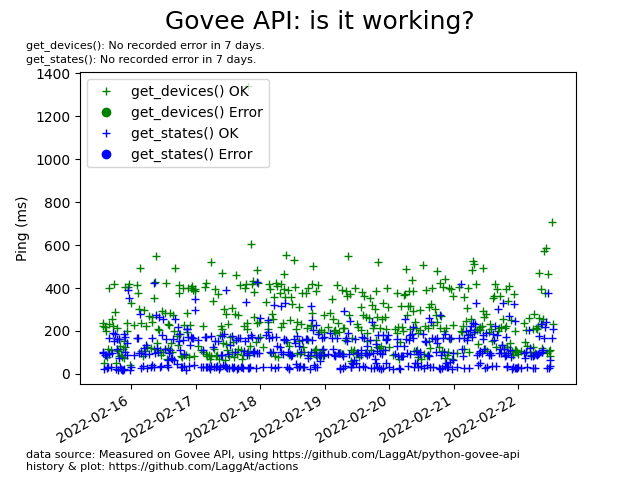 Govee API: is it working?
get_devices(): No recorded error in 7 days.
get_states(): No recorded error in 7 days.
1400
1200
1000
800
600
400
200
0
Ping (ms)
get_devices() OK
get_devices() Error
get_states() OK
get_states() Error
2022-02-16
2022-02-17
2022-02-18
2022-02-19
2022-02-20
2022-02-21
2022-02-22
data source: Measured on Govee API, using https://github.com/LaggAt/python-govee-api
history & plot: https://github.com/LaggAt/actions